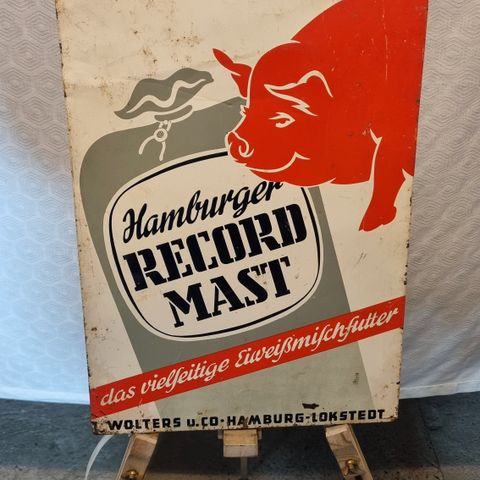 Hamburger
RECORD
MAST
das vielſeitige Eiweißmiſchfutter
WOLTERS u. CO·HAMBURG-LOKSTEDT